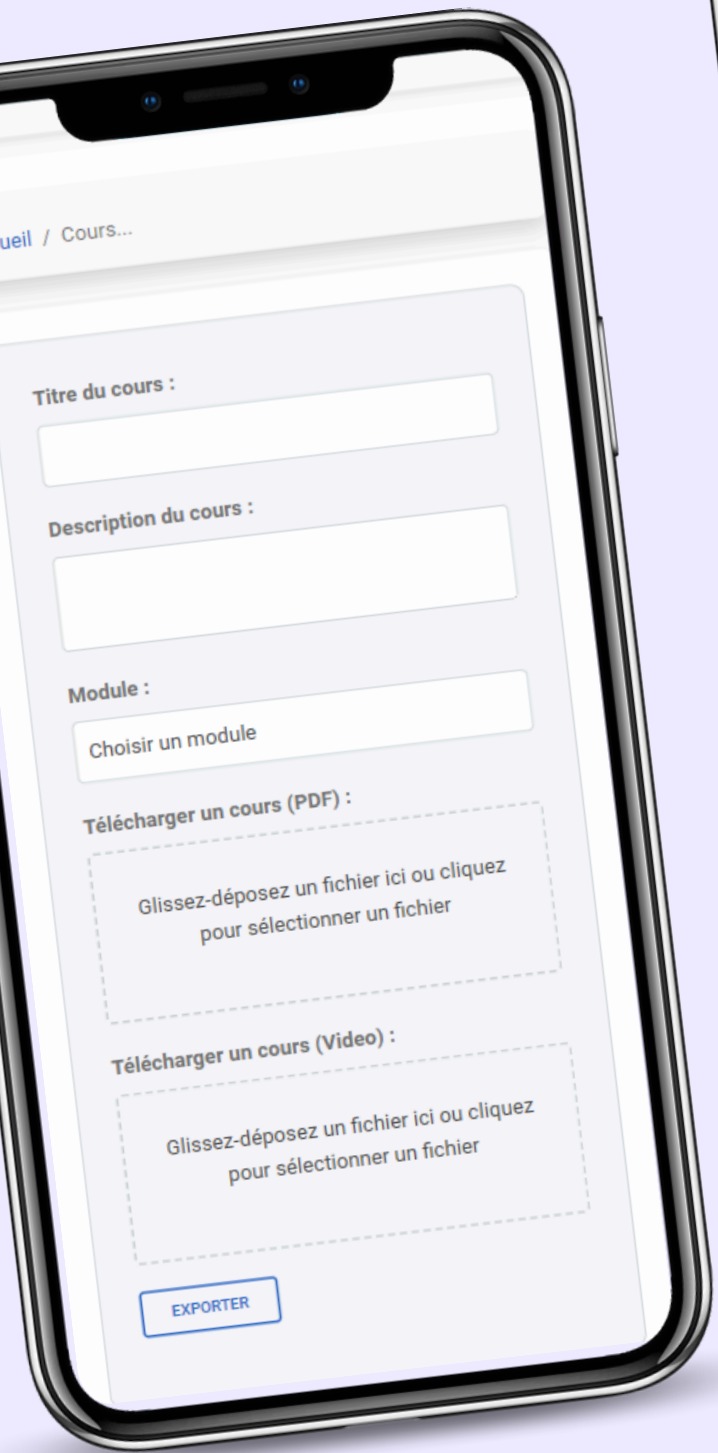 ueil / Cours...
Titre du cours :
Description du cours :
Module :
Choisir un module
Télécharger un cours (PDF) :
Glissez-déposez un fichier ici ou cliquez
pour sélectionner un fichier
Télécharger un cours (Video) :
Glissez-déposez un fichier ici ou cliquez
pour sélectionner un fichier
EXPORTER